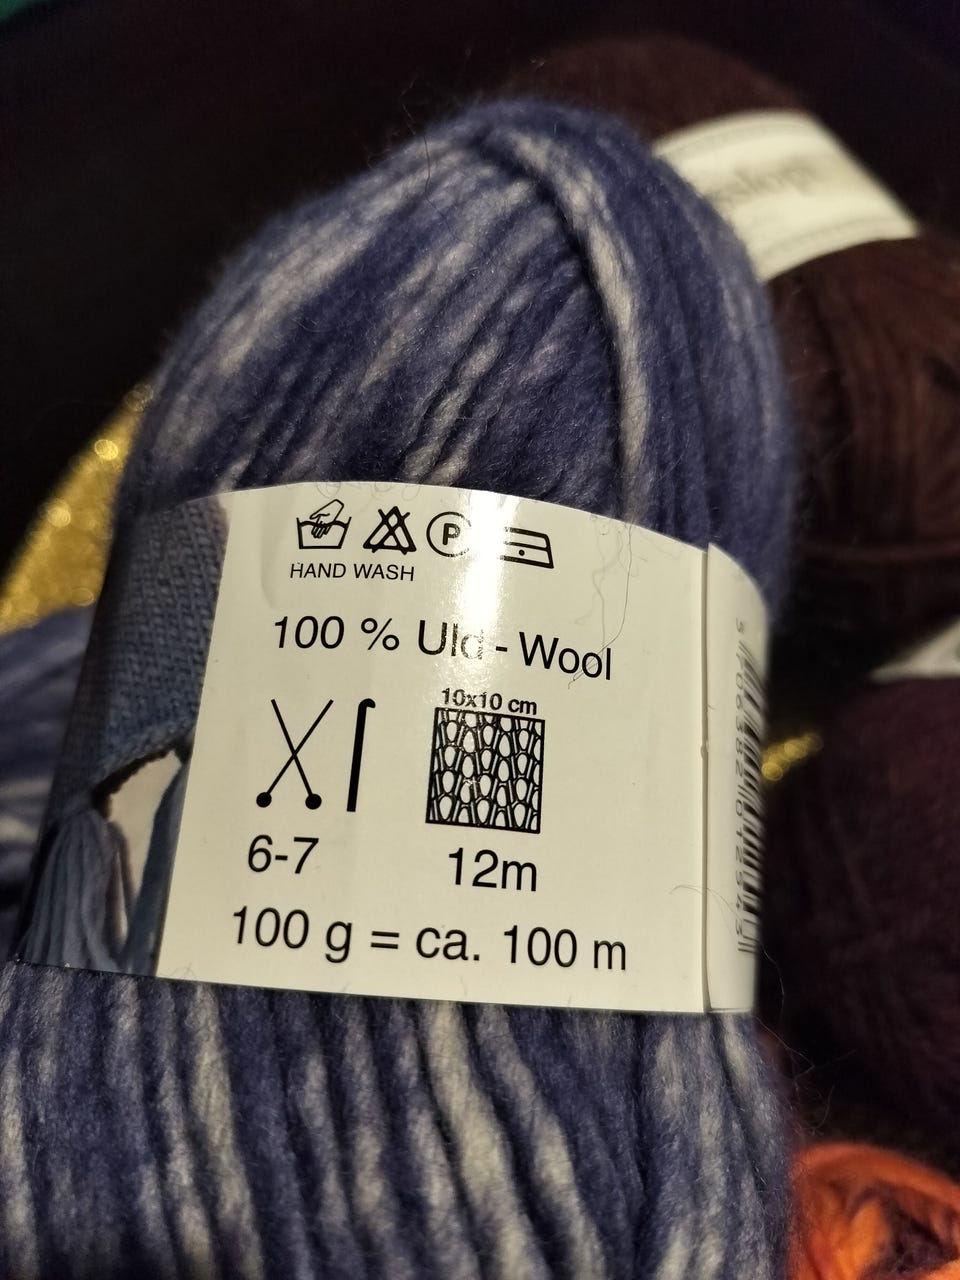 P
HAND WASH
100 % Uld - Wool
10x10 cm
6-7
12m
100 g = ca. 100 m